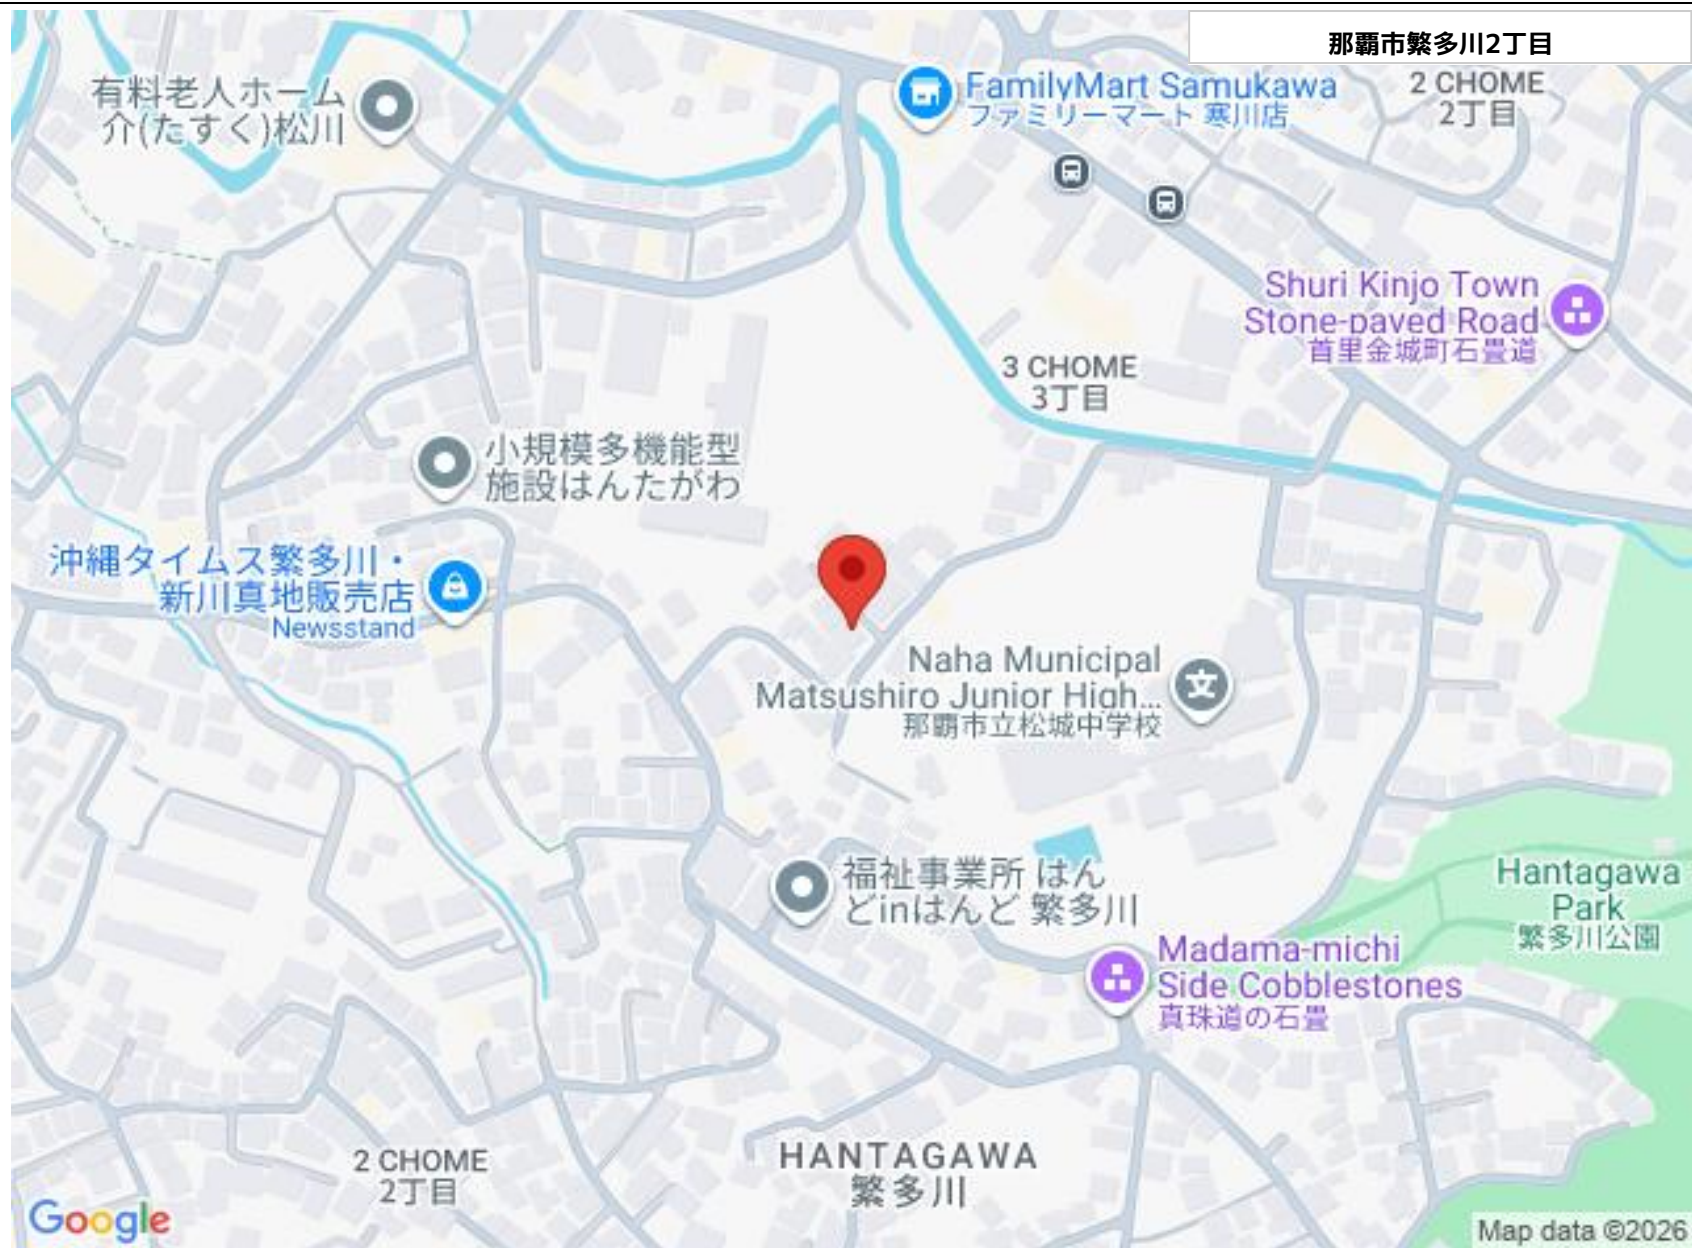 那覇市繁多川2丁目
有料老人ホーム
介(たすく)松川
FamilyMart Samukawa
ファミリーマート 寒川店
2 CHOME
2丁目
Shuri Kinjo Town
Stone-paved Road
首里金城町石畳道
3 CHOME
3丁目
小規模多機能型
施設はんたがわ
沖縄タイムス繁多川・
新川真地販売店
Newsstand
Naha Municipal
Matsushiro Junior High...
那覇市立松城中学校
文
福祉事業所 はん
どinはんど 繁多川
Hantagawa
Park
繁多川公園
Madama-michi
Side Cobblestones
真珠道の石畳
2 CHOME
2丁目
HANTAGAWA
繁多川
Google
Map data ©2026